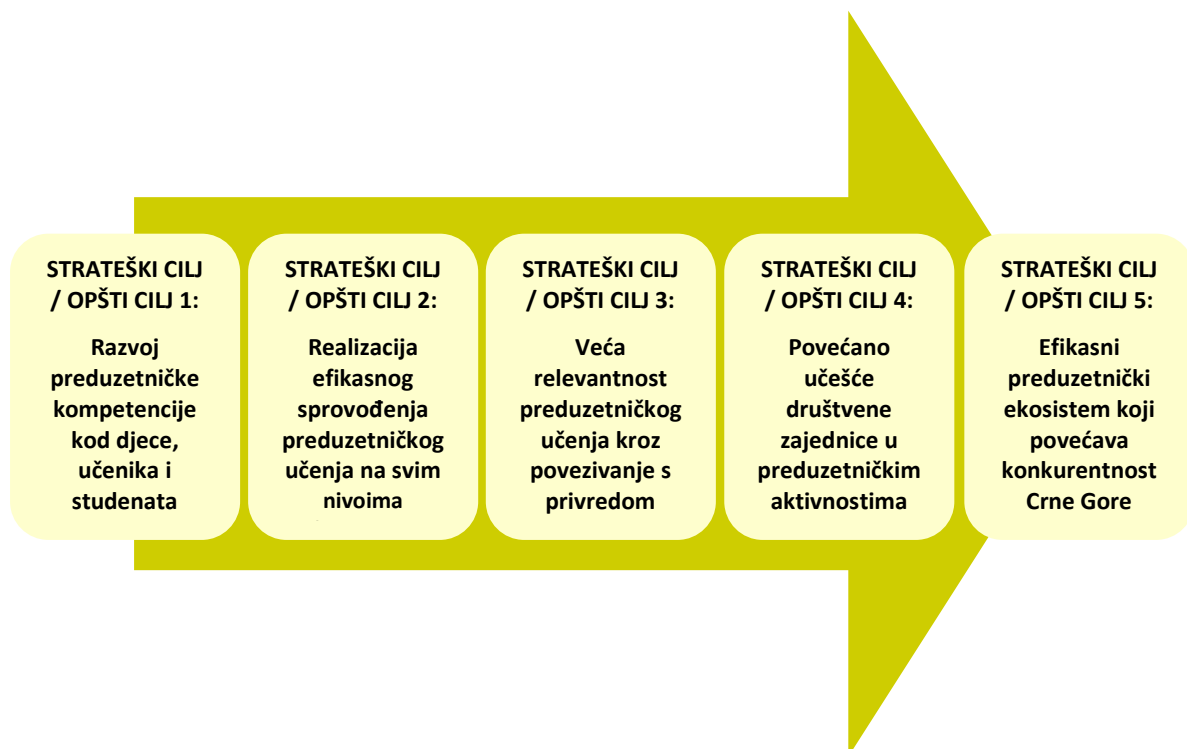 STRATEŠKI CILJ
/ OPŠTI CILJ 1:
Razvoj
preduzetničke
kompetencije
kod djece,
učenika i
studenata
STRATEŠKI CILJ
/ OPŠTI CILJ 2:
Realizacija
efikasnog
sprovođenja
preduzetničkog
učenja na svim
nivoima
STRATEŠKI CILJ
/ OPŠTI CILJ 3:
Veća
relevantnost
preduzetničkog
učenja kroz
povezivanje s
privredom
STRATEŠKI CILJ
/ OPŠTI CILJ 4:
Povećano
učešće
društvene
zajednice u
preduzetničkim
aktivnostima
STRATEŠKI CILJ
/ OPŠTI CILJ 5:
Efikasni
preduzetnički
ekosistem koji
povećava
konkurentnost
Crne Gore